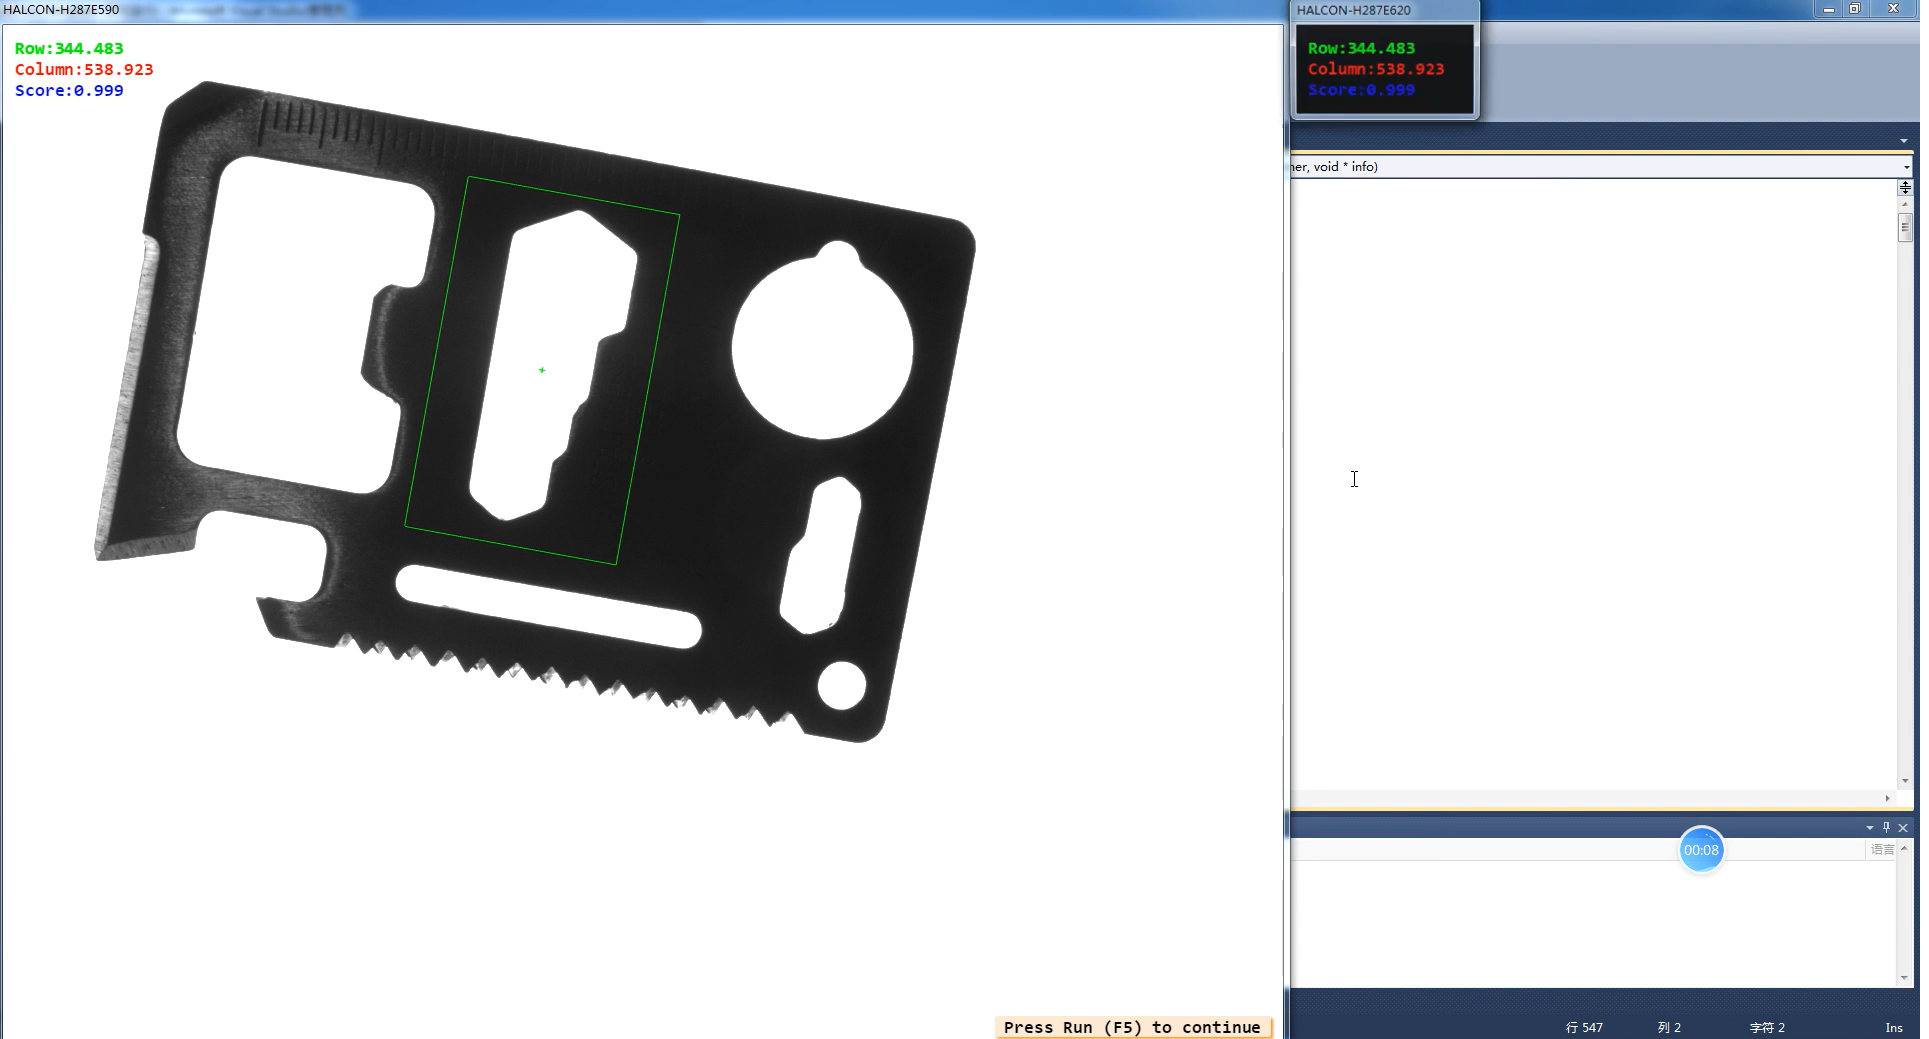 HALCON-H287E590
Row:344.483
Column:538.923
Score:0.999
Press Run (F5) to continue
HALCON-H287E620
Row:344.483
Column:538.923
Score:0.999
ner, void * info)
00:08
语言
行 547
列 2
字符 2
Ins